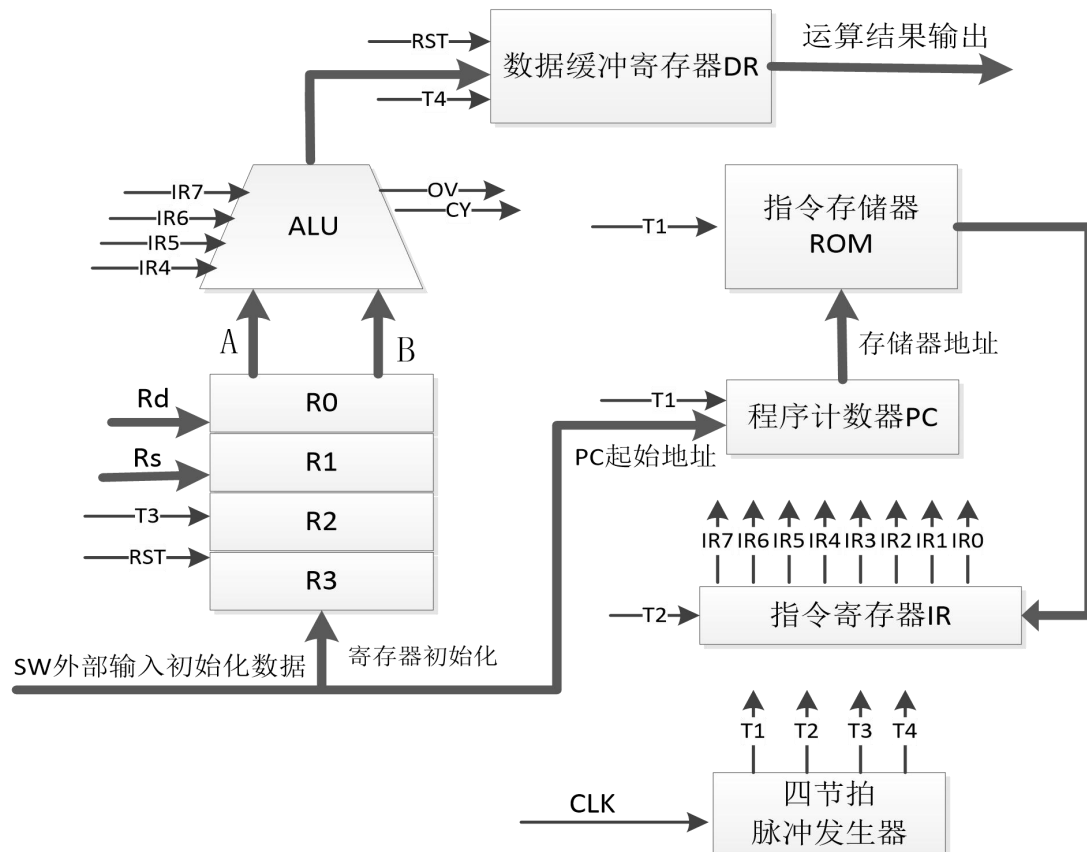 RST
数据缓冲寄存器DR
运算结果输出
T4
IR7
IR6
IR5
IR4
ALU
OV
CY
T1
指令存储器
ROM
A
B
存储器地址
Rd
Rs
T3
RST
R0
R1
R2
R3
T1
程序计数器PC
PC起始地址
IR7 IR6 IR5 IR4 IR3 IR2 IR1 IR0
T2
指令寄存器IR
SW外部输入初始化数据
寄存器初始化
T1 T2 T3 T4
CLK
四节拍
脉冲发生器